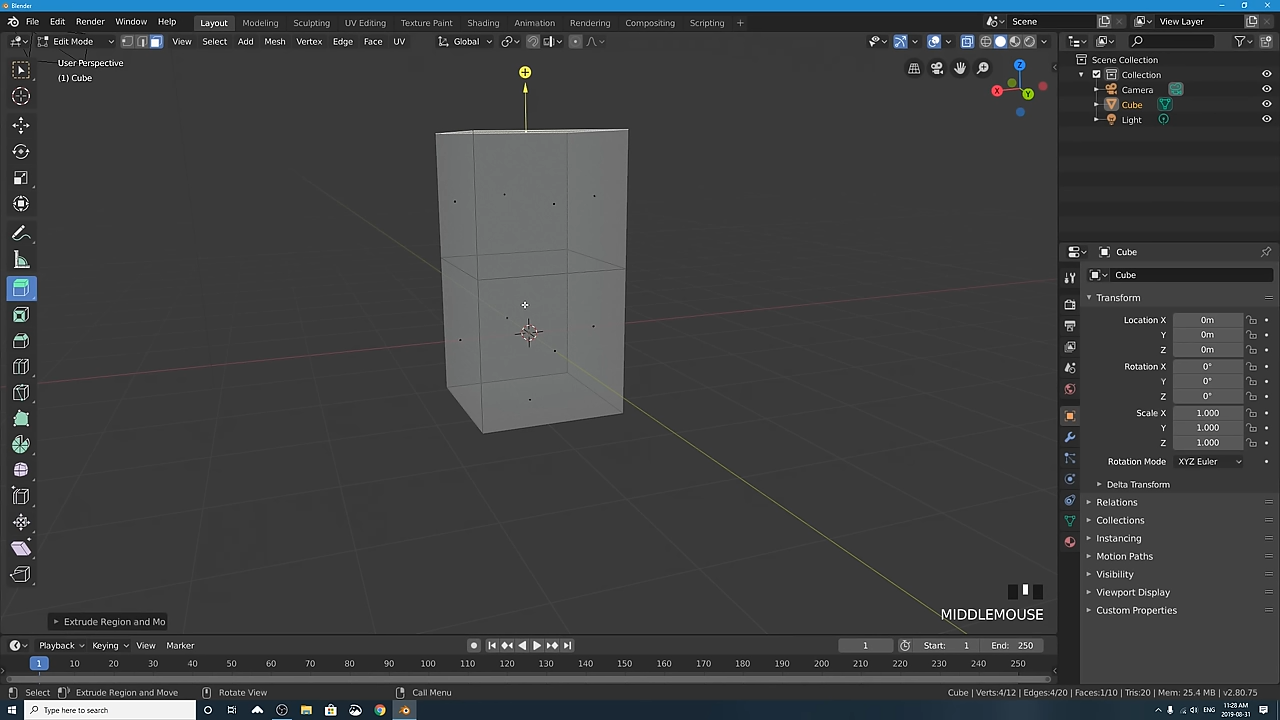 Blender
File Edit Render Window Help Layout Modeling Sculpting UV Editing Texture Paint Shading Animation Rendering Compositing Scripting + Scene View Layer
Edit Mode View Select Add Mesh Vertex Edge Face UV Global
User Perspective
(1) Cube
Z
X
Y
Scene Collection
Collection
Camera
Cube
Light
Cube
Cube
Transform
Location X 0m
Y 0m
Z 0m
Rotation X 0°
Y 0°
Z 0°
Scale X 1.000
Y 1.000
Z 1.000
Rotation Mode XYZ Euler
Delta Transform
Relations
Collections
Instancing
Motion Paths
Visibility
Viewport Display
Custom Properties
MIDDLEMOUSE
Extrude Region and Mo
Playback Keying View Marker 1 Start: 1 End: 250
1 10 20 30 40 50 60 70 80 90 100 110 120 130 140 150 160 170 180 190 200 210 220 230 240 250
Select Extrude Region and Move Rotate View Call Menu Cube | Verts:4/12 | Edges:4/20 | Faces:1/10 | Tris:20 | Mem: 25.4 MB | v2.80.75
Type here to search ENG 11:28 AM
2019-08-31